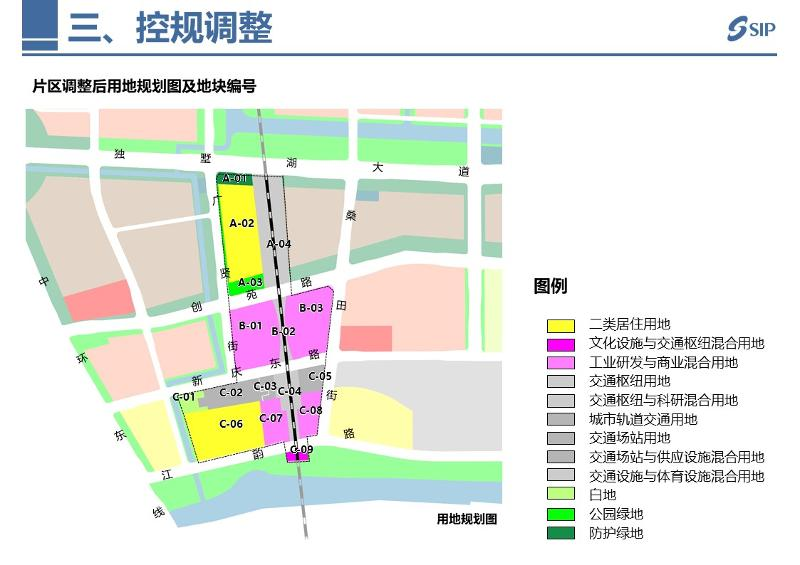 三、控规调整
SIP
片区调整后用地规划图及地块编号
独墅湖大道
A-01
广贤街
桑田街
A-02
A-04
中环东线
A-03
创苑路
B-03
B-01
B-02
图例
二类居住用地
文化设施与交通枢纽混合用地
工业研发与商业混合用地
交通枢纽用地
交通枢纽与科研混合用地
城市轨道交通用地
交通场站用地
交通场站与供应设施混合用地
交通设施与体育设施混合用地
白地
公园绿地
防护绿地
新庆东路
C-05
C-03
C-01
C-02
C-04
C-06
C-07
C-08
C-09
江韵路
用地规划图